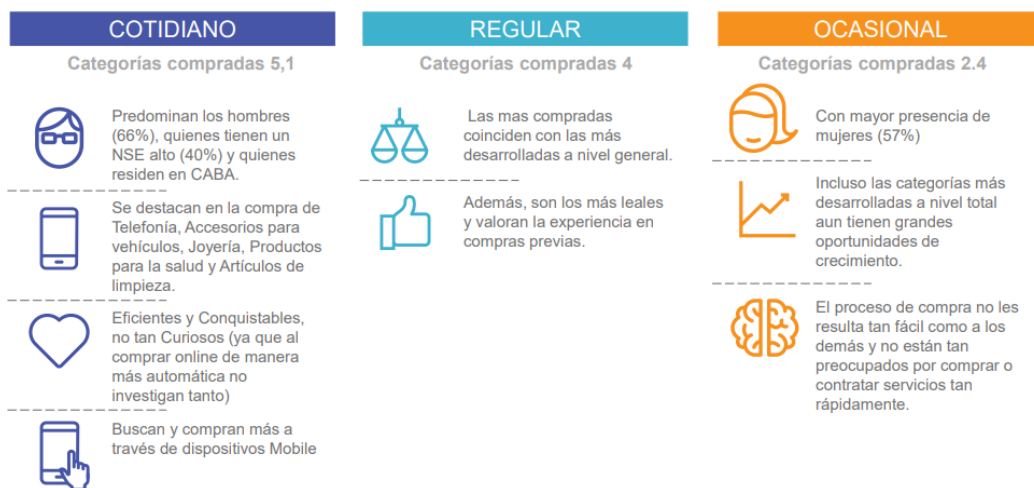 COTIDIANO
Categorías compradas 5,1
Predominan los hombres
(66%), quienes tienen un
NSE alto (40%) y quienes
residen en CABA.
Se destacan en la compra de
Telefonía, Accesorios para
vehículos, Joyería, Productos
para la salud y Artículos de
limpieza.
Eficientes y Conquistables,
no tan Curiosos (ya que al
comprar online de manera
más automática no
investigan tanto)
Buscan y compran más a
través de dispositivos Mobile
REGULAR
Categorías compradas 4
Las mas compradas
coinciden con las más
desarrolladas a nivel general.
Además, son los más leales
y valoran la experiencia en
compras previas.
OCASIONAL
Categorías compradas 2.4
Con mayor presencia de
mujeres (57%)
Incluso las categorías más
desarrolladas a nivel total
aun tienen grandes
oportunidades de
crecimiento.
El proceso de compra no les
resulta tan fácil como a los
demás y no están tan
preocupados por comprar o
contratar servicios tan
rápidamente.